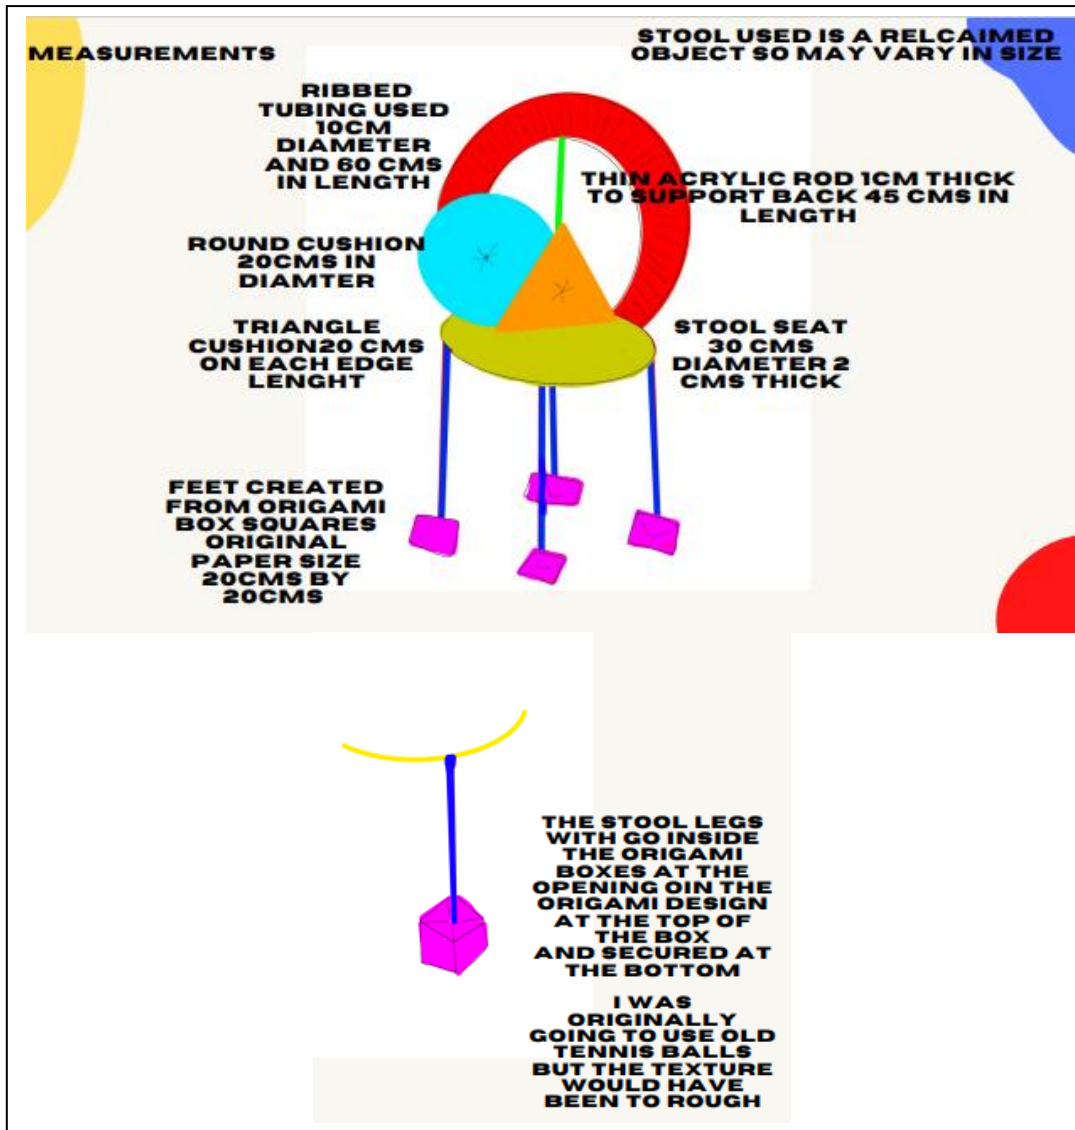 MEASUREMENTS
STOOL USED IS A RELCAIMED
OBJECT SO MAY VARY IN SIZE
RIBBED
TUBING USED
10CM
DIAMETER
AND 60 CMS
IN LENGTH
THIN ACRYLIC ROD 1CM THICK
TO SUPPORT BACK 45 CMS IN
LENGTH
ROUND CUSHION
20CMS IN
DIAMTER
TRIANGLE
CUSHION20 CMS
ON EACH EDGE
LENGHT
STOOL SEAT
30 CMS
DIAMETER 2
CMS THICK
FEET CREATED
FROM ORIGAMI
BOX SQUARES
ORIGINAL
PAPER SIZE
20CMS BY
20CMS
THE STOOL LEGS
WITH GO INSIDE
THE ORIGAMI
BOXES AT THE
OPENING OIN THE
ORIGAMI DESIGN
AT THE TOP OF
THE BOX
AND SECURED AT
THE BOTTOM
I WAS
ORIGINALLY
GOING TO USE OLD
TENNIS BALLS
BUT THE TEXTURE
WOULD HAVE
BEEN TO ROUGH